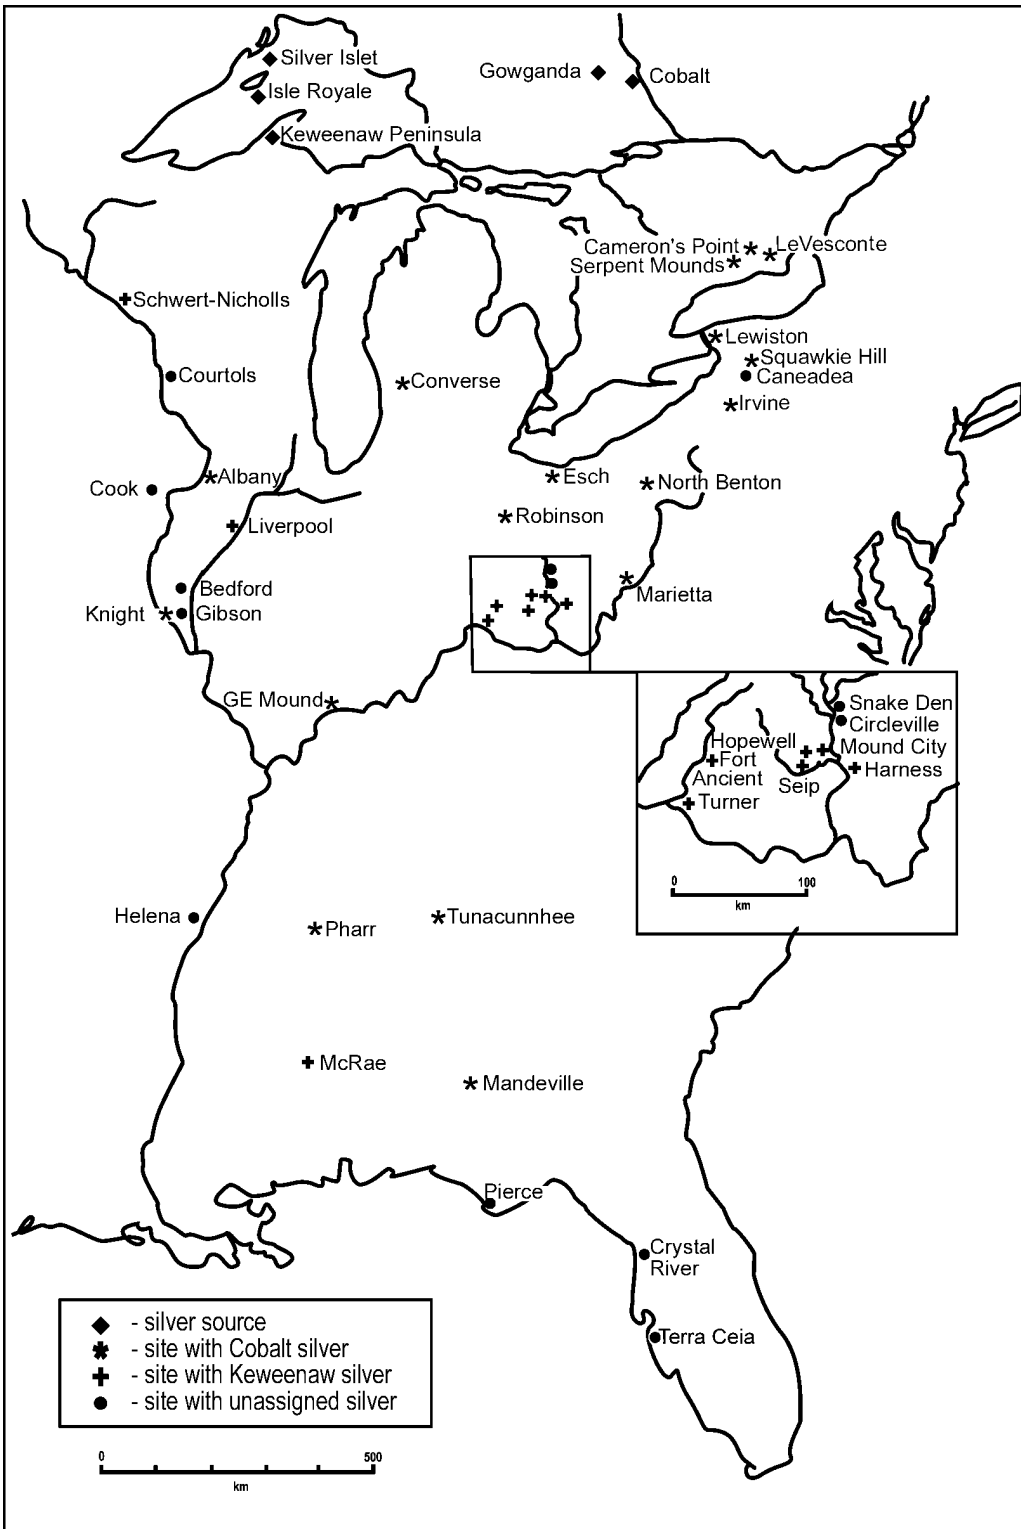 Silver Islet
Isle Royale
Keweenaw Peninsula
Gowganda
Cobalt
Cameron's Point
LeVesconte
Serpent Mounds
Schwert-Nicholls
Lewiston
Squawkie Hill
Courtols
Converse
Caneadea
Irvine
Albany
Esch
North Benton
Cook
Liverpool
Robinson
Bedford
Marietta
Knight
Gibson
GE Mound
Snake Den
Circleville
Hopewell
Mound City
Fort
Ancient
Harness
Seip
Turner
0 100
km
Helena
Pharr
Tunacunnhee
McRae
Mandeville
Pierce
Crystal
River
Terra Ceia
- silver source
- site with Cobalt silver
- site with Keweenaw silver
- site with unassigned silver
0 500
km